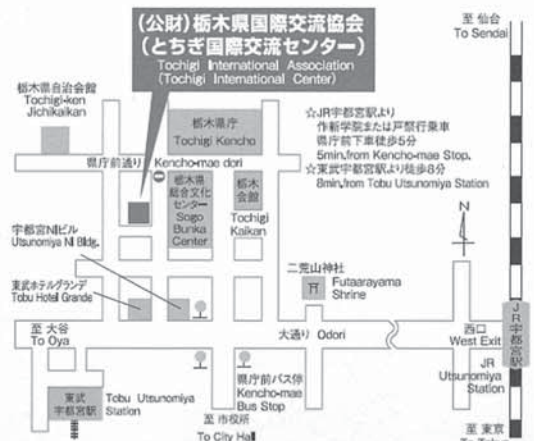 (公財)栃木県国際交流協会
(とちぎ国際交流センター)
Tochigi International Association
(Tochigi International Center)
至 仙台
To Sendai
栃木県自治会館
Tochigi-ken
Jichikaikan
栃木県庁
Tochigi Kencho
☆JR宇都宮駅より
作新学院または戸祭行乗車
県庁前下車徒歩5分
5min.from Kencho-mae Stop.
☆東武宇都宮駅より徒歩8分
8min.from Tobu Utsunomiya Station
県庁前通り Kencho-mae dori
栃木県
総合文化
センター
Sogo
Bunka
Center
栃木
会館
Tochigi
Kaikan
N
宇都宮NIビル
Utsunomiya NI Bldg.
東武ホテルグランデ
Tobu Hotel Grande
二荒山神社
Futaarayama
Shrine
至 大谷
To Oya
大通り Odori
西口
West Exit
JR宇都宮駅
JR
Utsunomiya
Station
県庁前バス停
Kencho-mae
Bus Stop
東武
宇都宮駅
Tobu Utsunomiya
Station
至 市役所
To City Hall
至 東京